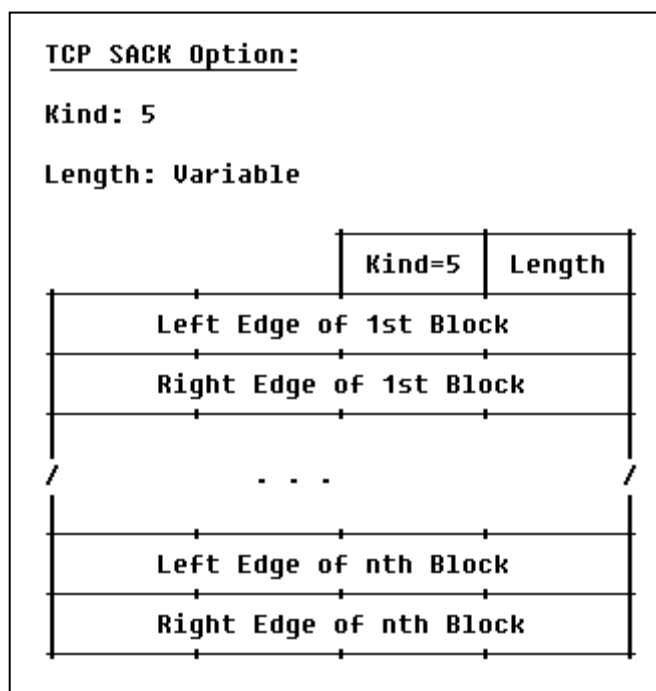 TCP SACK Option:
Kind: 5
Length: Variable
Kind=5 Length
Left Edge of 1st Block
Right Edge of 1st Block
/ . . . /
Left Edge of nth Block
Right Edge of nth Block